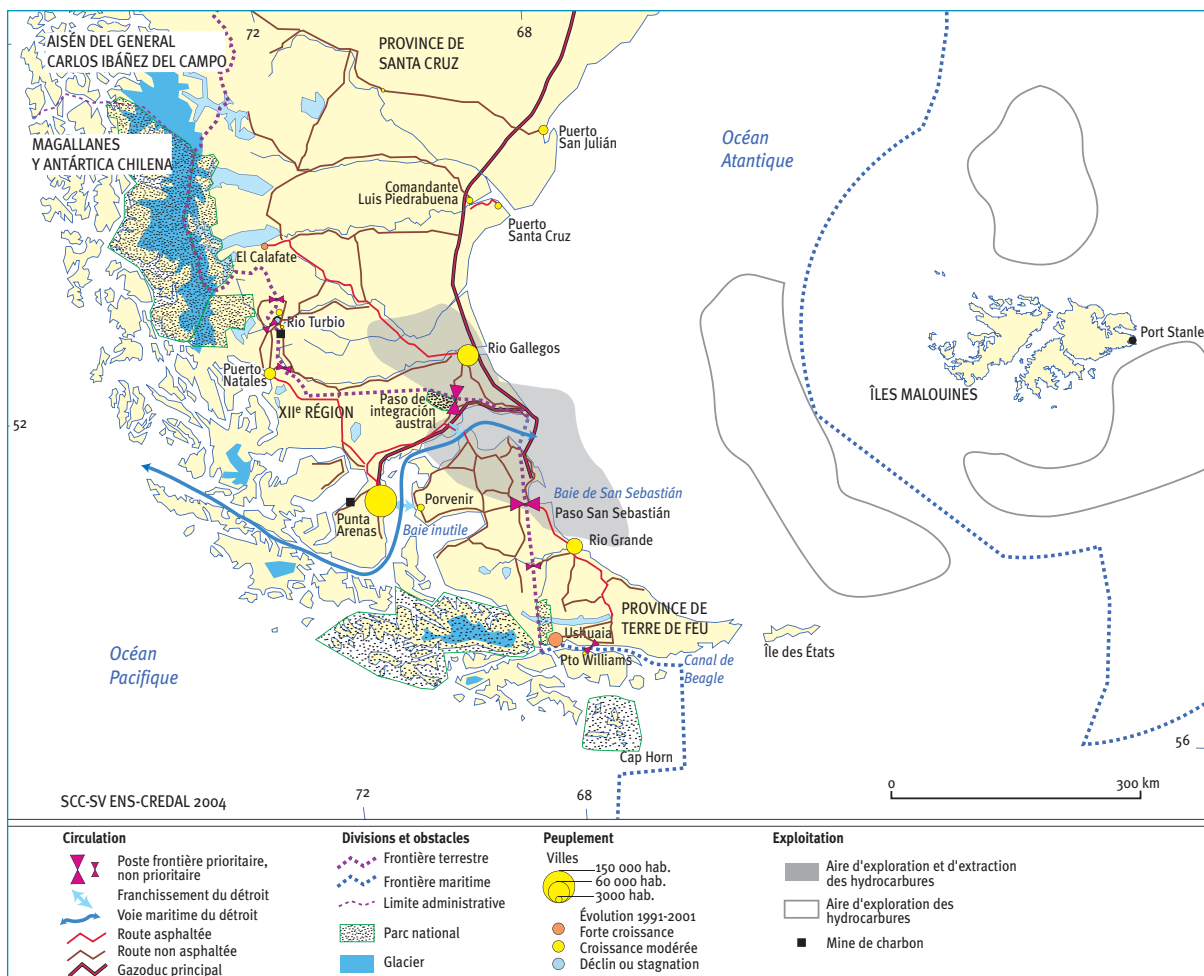 72
68
AISÉN DEL GENERAL
CARLOS IBÁÑEZ DEL CAMPO
PROVINCE DE
SANTA CRUZ
MAGALLANES
Y ANTÁRTICA CHILENA
Puerto
San Julián
Océan
Atantique
Comandante
Luis Piedrabuena
Puerto
Santa Cruz
El Calafate
Rio Turbio
Rio Gallegos
Port Stanle
Puerto
Natales
ÎLES MALOUINES
XIIe RÉGION
Paso de
integración
austral
52
Baie de San Sebastián
Paso San Sebastián
Porvenir
Punta
Arenas
Baie inutile
Rio Grande
PROVINCE DE
TERRE DE FEU
Ushuaia
Île des États
Pto Williams
Canal de
Beagle
Océan
Pacifique
Cap Horn
56
0
300 km
SCC-SV ENS-CREDAL 2004
72
68
Circulation
Poste frontière prioritaire,
non prioritaire
Franchissement du détroit
Voie maritime du détroit
Route asphaltée
Route non asphaltée
Gazoduc principal
Divisions et obstacles
Frontière terrestre
Frontière maritime
Limite administrative
Parc national
Glacier
Peuplement
Villes
150 000 hab.
60 000 hab.
3000 hab.
Évolution 1991-2001
Forte croissance
Croissance modérée
Déclin ou stagnation
Exploitation
Aire d'exploration et d'extraction
des hydrocarbures
Aire d'exploration des
hydrocarbures
Mine de charbon